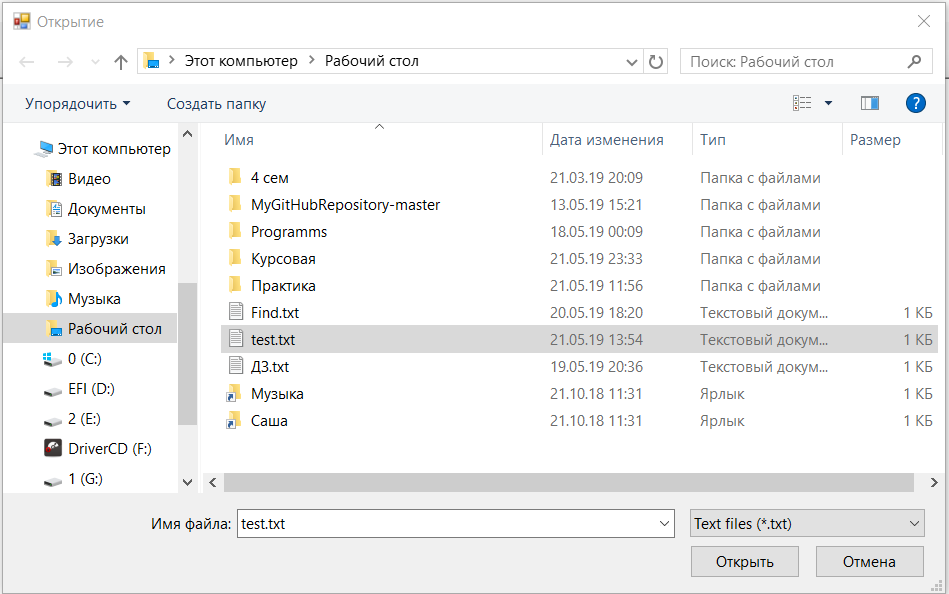 Открытие
Этот компьютер Рабочий стол
Поиск: Рабочий стол
Упорядочить Создать папку ?
Этот компьютер
Видео
Документы
Загрузки
Изображения
Музыка
Рабочий стол
0 (C:)
EFI (D:)
2 (E:)
DriverCD (F:)
1 (G:)
Имя Дата изменения Тип Размер
4 сем 21.03.19 20:09 Папка с файлами
MyGitHubRepository-master 13.05.19 15:21 Папка с файлами
Programms 18.05.19 00:09 Папка с файлами
Курсовая 21.05.19 23:33 Папка с файлами
Практика 21.05.19 11:56 Папка с файлами
Find.txt 20.05.19 18:20 Текстовый докум... 1 КБ
test.txt 21.05.19 13:54 Текстовый докум... 1 КБ
ДЗ.txt 19.05.19 20:36 Текстовый докум... 1 КБ
Музыка 21.10.18 11:31 Ярлык 1 КБ
Саша 21.10.18 11:31 Ярлык 1 КБ
Имя файла: test.txt Text files (*.txt)
Открыть Отмена